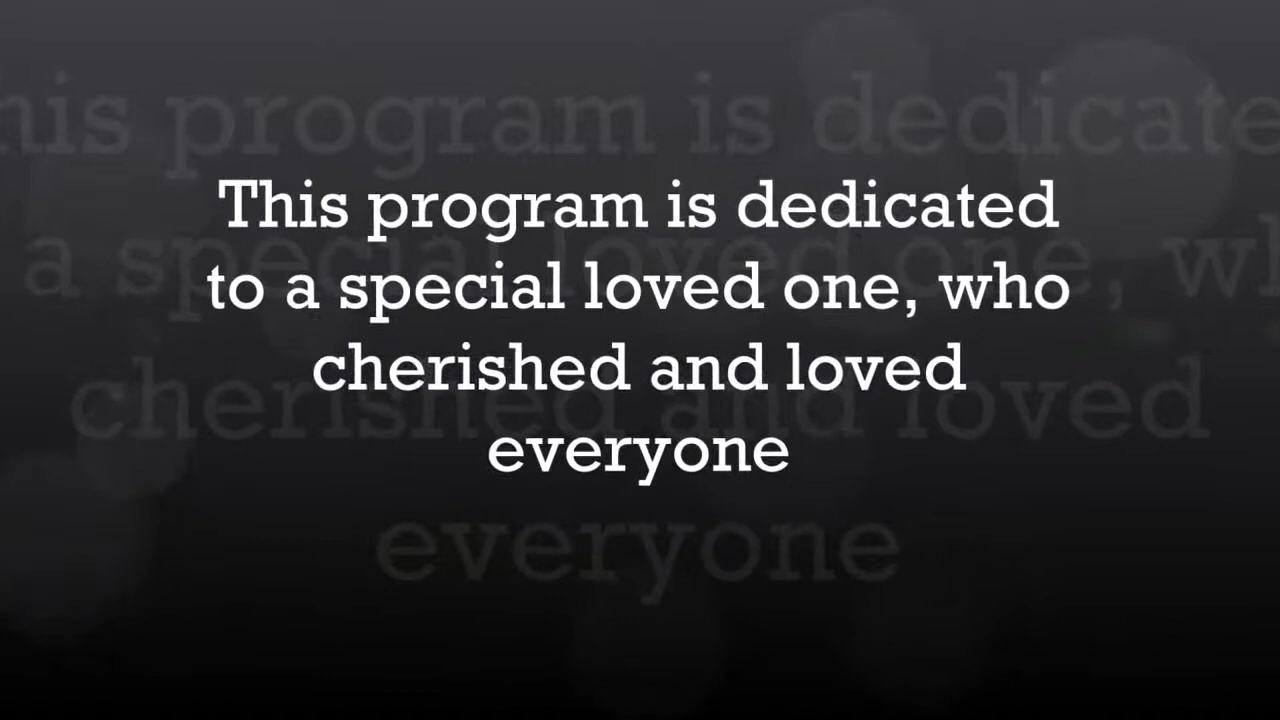 This program is dedicated
to a special loved one, who
cherished and loved
everyone